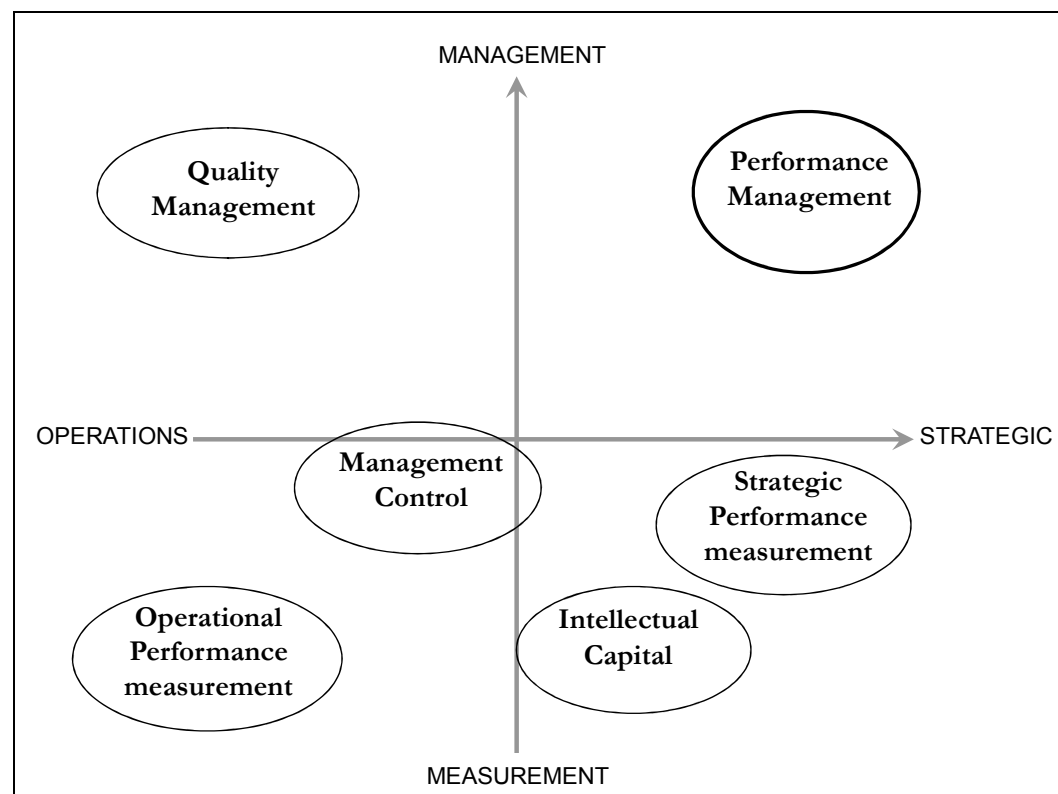 MANAGEMENT
Quality
Management
Performance
Management
OPERATIONS
STRATEGIC
Management
Control
Strategic
Performance
measurement
Operational
Performance
measurement
Intellectual
Capital
MEASUREMENT